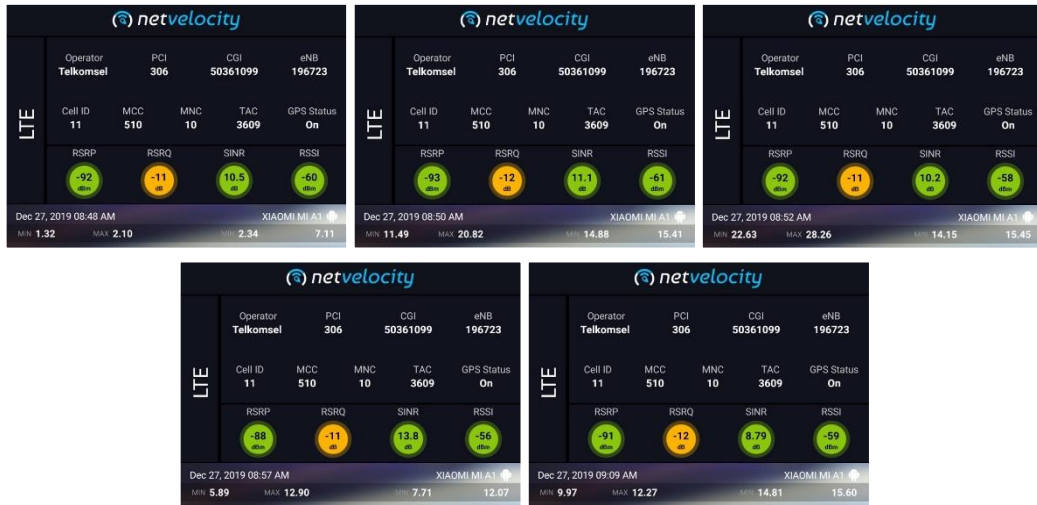 netvelocity
Operator PCI CGI eNB
Telkomsel 306 50361099 196723
LTE
Cell ID MCC MNC TAC GPS Status
11 510 10 3609 On
RSRP RSRQ SINR RSSI
-92 -11 10.5 -60
dBm dB dB dBm
Dec 27, 2019 08:48 AM XIAOMI MI A1
MIN 1.32 MAX 2.10 MIN 2.34 7.11
netvelocity
Operator PCI CGI eNB
Telkomsel 306 50361099 196723
LTE
Cell ID MCC MNC TAC GPS Status
11 510 10 3609 On
RSRP RSRQ SINR RSSI
-93 -12 11.1 -61
dBm dB dB dBm
Dec 27, 2019 08:50 AM XIAOMI MI A1
MIN 11.49 MAX 20.82 MIN 14.88 15.41
netvelocity
Operator PCI CGI eNB
Telkomsel 306 50361099 196723
LTE
Cell ID MCC MNC TAC GPS Status
11 510 10 3609 On
RSRP RSRQ SINR RSSI
-92 -11 10.2 -58
dBm dB dB dBm
Dec 27, 2019 08:52 AM XIAOMI MI A1
MIN 22.63 MAX 28.26 MIN 14.15 15.45
netvelocity
Operator PCI CGI eNB
Telkomsel 306 50361099 196723
LTE
Cell ID MCC MNC TAC GPS Status
11 510 10 3609 On
RSRP RSRQ SINR RSSI
-88 -11 13.8 -56
dBm dB dB dBm
Dec 27, 2019 08:57 AM XIAOMI MI A1
MIN 5.89 MAX 12.90 MIN 7.71 12.07
netvelocity
Operator PCI CGI eNB
Telkomsel 306 50361099 196723
LTE
Cell ID MCC MNC TAC GPS Status
11 510 10 3609 On
RSRP RSRQ SINR RSSI
-91 -12 8.79 -59
dBm dB dB dBm
Dec 27, 2019 09:09 AM XIAOMI MI A1
MIN 9.97 MAX 12.27 MIN 14.81 15.60